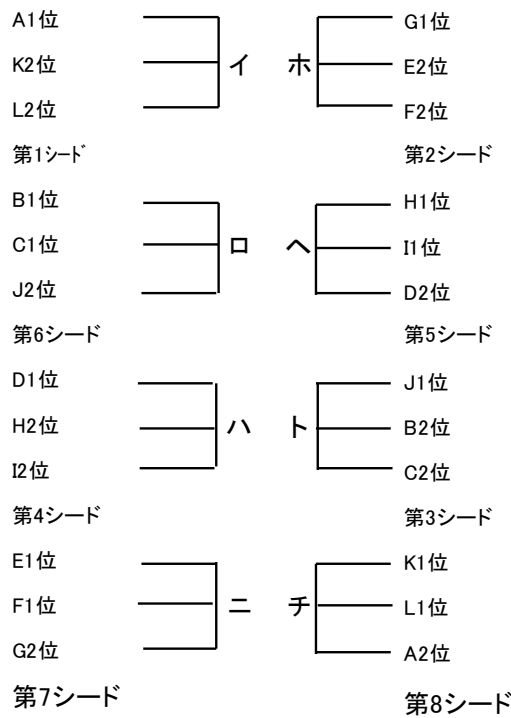 A1位
K2位
L2位
イ
第1シード
B1位
C1位
J2位
ロ
第6シード
D1位
H2位
I2位
ハ
第4シード
E1位
F1位
G2位
ニ
第7シード
G1位
E2位
F2位
ホ
第2シード
H1位
I1位
D2位
ヘ
第5シード
J1位
B2位
C2位
ト
第3シード
K1位
L1位
A2位
チ
第8シード